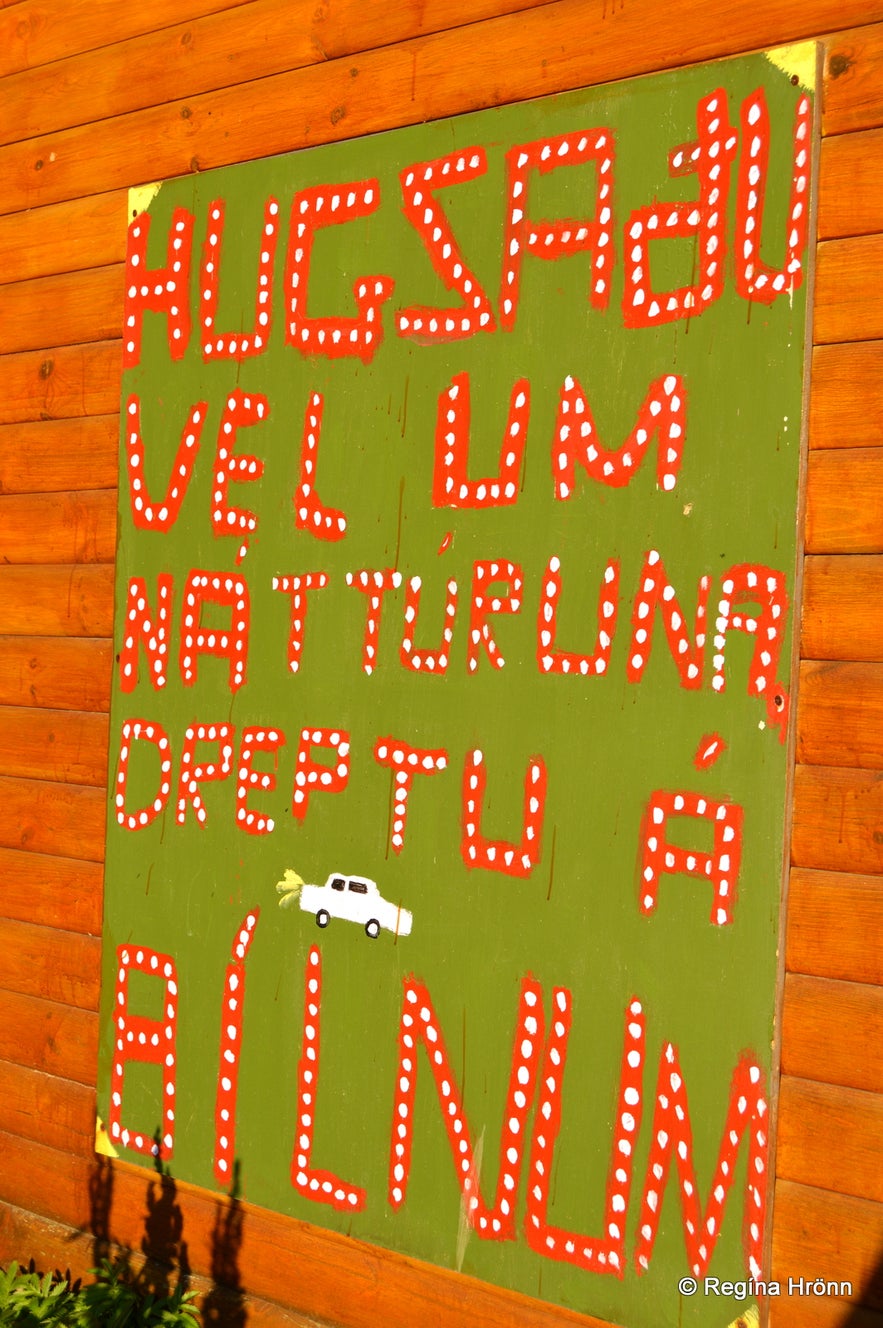 HUGSAðU
VEL UM
NÁTTÚRUNA
DREPTU Á
BÍLNUM
© Regína Hrönn